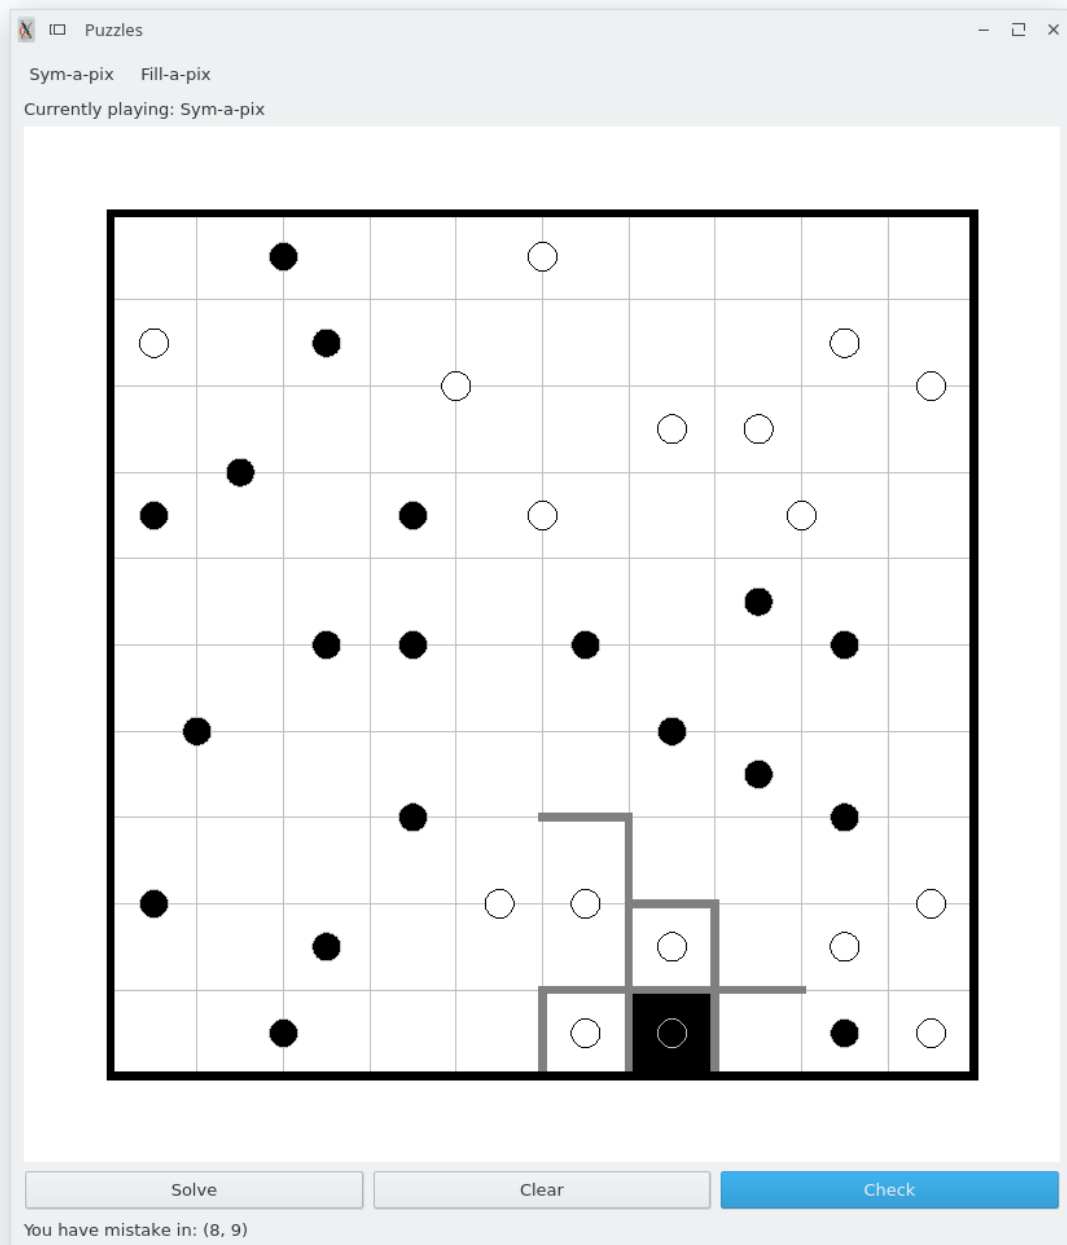 Puzzles
Sym-a-pix Fill-a-pix
Currently playing: Sym-a-pix
Solve Clear Check
You have mistake in: (8, 9)